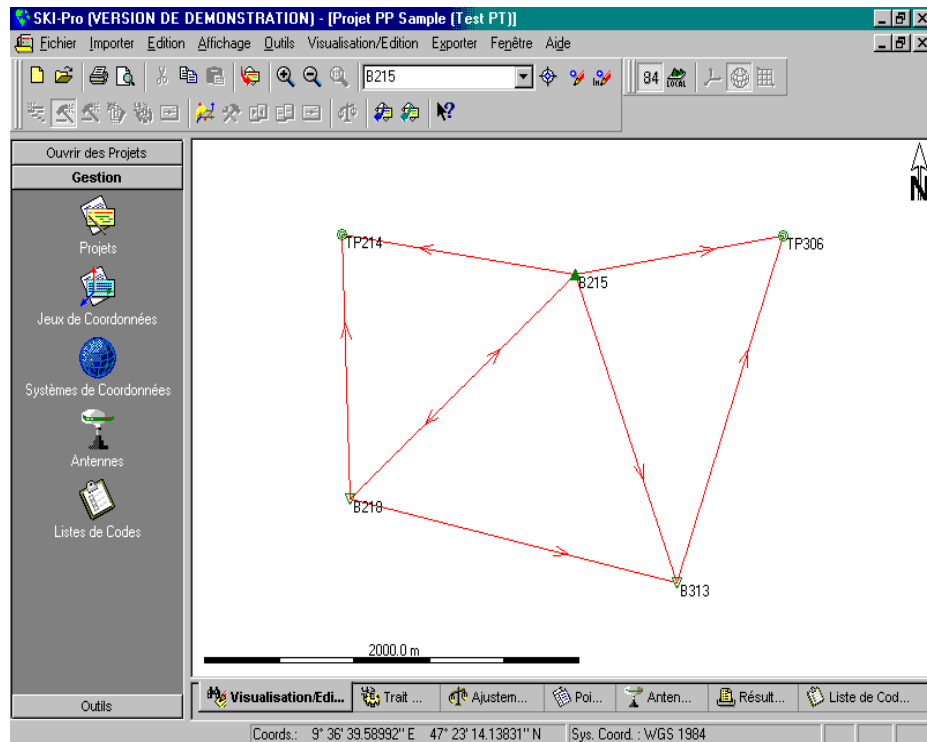 SKI-Pro (VERSION DE DEMONSTRATION) - [Projet PP Sample (Test PT)]
Fichier Importer Edition Affichage Outils Visualisation/Edition Exporter Fenêtre Aide
B215
84
LOCAL
Ouvrir des Projets
Gestion
Projets
Jeux de Coordonnées
Systèmes de Coordonnées
Antennes
Listes de Codes
Outils
N
TP214
TP306
B215
B218
B313
2000.0 m
Visualisation/Edi... Trait ... Ajustem... Poi... Anten... Résult... Liste de Cod...
Coords.: 9° 36' 39.58992" E 47° 23' 14.13831" N Sys. Coord. : WGS 1984